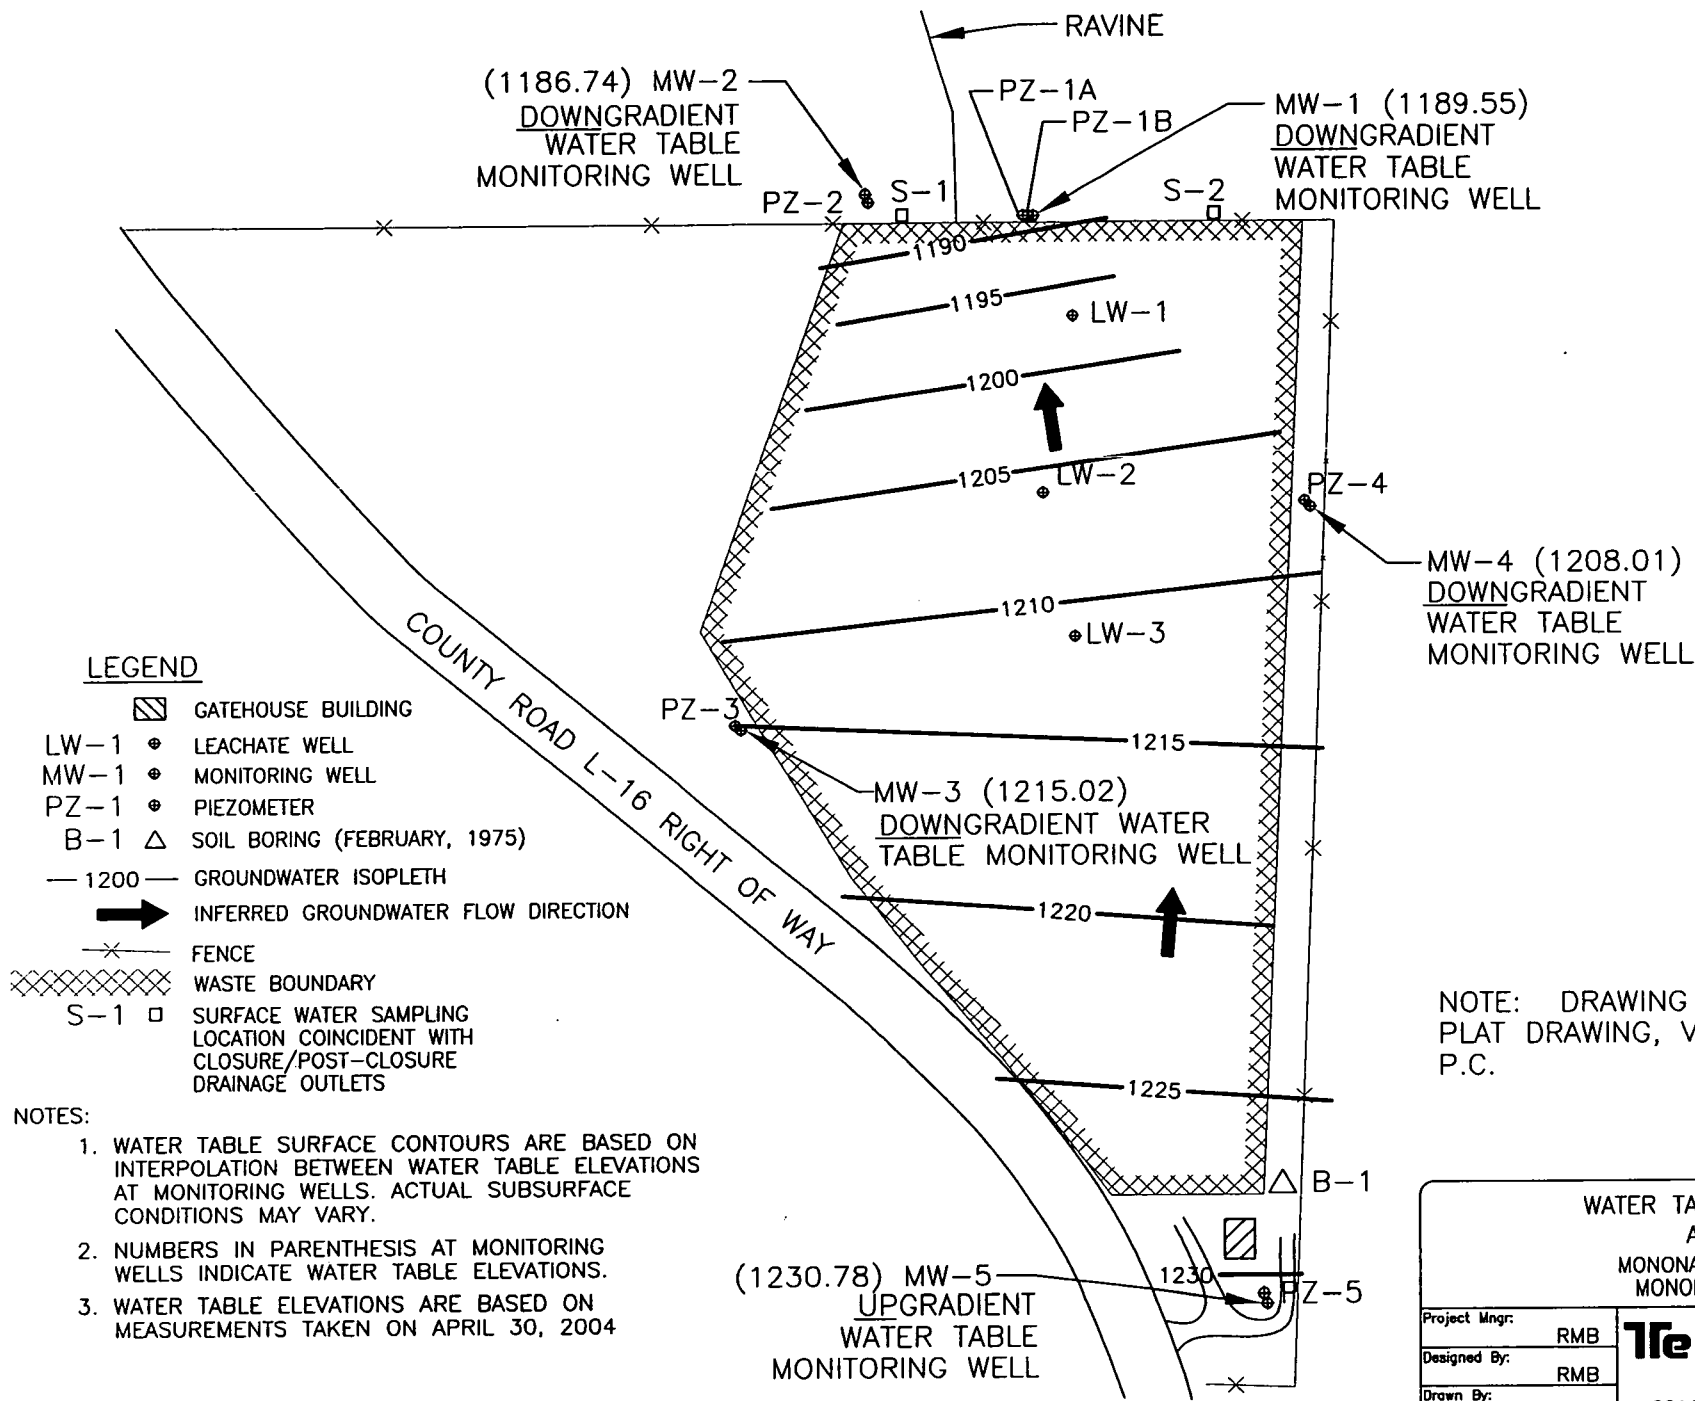 RAVINE
(1186.74) MW-2
DOWNGRADIENT
WATER TABLE
MONITORING WELL
PZ-1A
PZ-1B
MW-1 (1189.55)
DOWNGRADIENT
WATER TABLE
MONITORING WELL
PZ-2
S-1
S-2
1190
1195
LW-1
1200
1205
LW-2
PZ-4
MW-4 (1208.01)
DOWNGRADIENT
WATER TABLE
MONITORING WELL
1210
LW-3
COUNTY ROAD L-16 RIGHT OF WAY
PZ-3
1215
MW-3 (1215.02)
DOWNGRADIENT WATER
TABLE MONITORING WELL
1220
1225
B-1
1230
PZ-5
(1230.78) MW-5
UPGRADIENT
WATER TABLE
MONITORING WELL
LEGEND
GATEHOUSE BUILDING
LW-1 LEACHATE WELL
MW-1 MONITORING WELL
PZ-1 PIEZOMETER
B-1 SOIL BORING (FEBRUARY, 1975)
1200 GROUNDWATER ISOPLETH
INFERRED GROUNDWATER FLOW DIRECTION
FENCE
WASTE BOUNDARY
S-1 SURFACE WATER SAMPLING
LOCATION COINCIDENT WITH
CLOSURE/POST-CLOSURE
DRAINAGE OUTLETS
NOTES:
1. WATER TABLE SURFACE CONTOURS ARE BASED ON
INTERPOLATION BETWEEN WATER TABLE ELEVATIONS
AT MONITORING WELLS. ACTUAL SUBSURFACE
CONDITIONS MAY VARY.
2. NUMBERS IN PARENTHESIS AT MONITORING
WELLS INDICATE WATER TABLE ELEVATIONS.
3. WATER TABLE ELEVATIONS ARE BASED ON
MEASUREMENTS TAKEN ON APRIL 30, 2004
NOTE: DRAWING
PLAT DRAWING, V
P.C.
WATER TA
A
MONONA
MONO
Project Mngr:
RMB
Designed By:
RMB
Drawn By:
Te